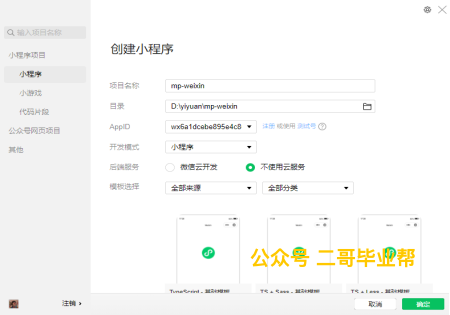 输入项目名称
小程序项目
小程序
小游戏
代码片段
公众号网页项目
其他
注销
创建小程序
项目名称 mp-weixin
目录 D:\yiyuan\mp-weixin
AppID wx6a1dcebe895e4c8 注册 或使用 测试号
开发模式 小程序
后端服务 微信云开发 不使用云服务
模板选择 全部来源 全部分类
公众号 二哥毕业帮
TypeScript - 基础模板 TS + Sass - 基础模板 TS + Less - 基础模板
取消 确定